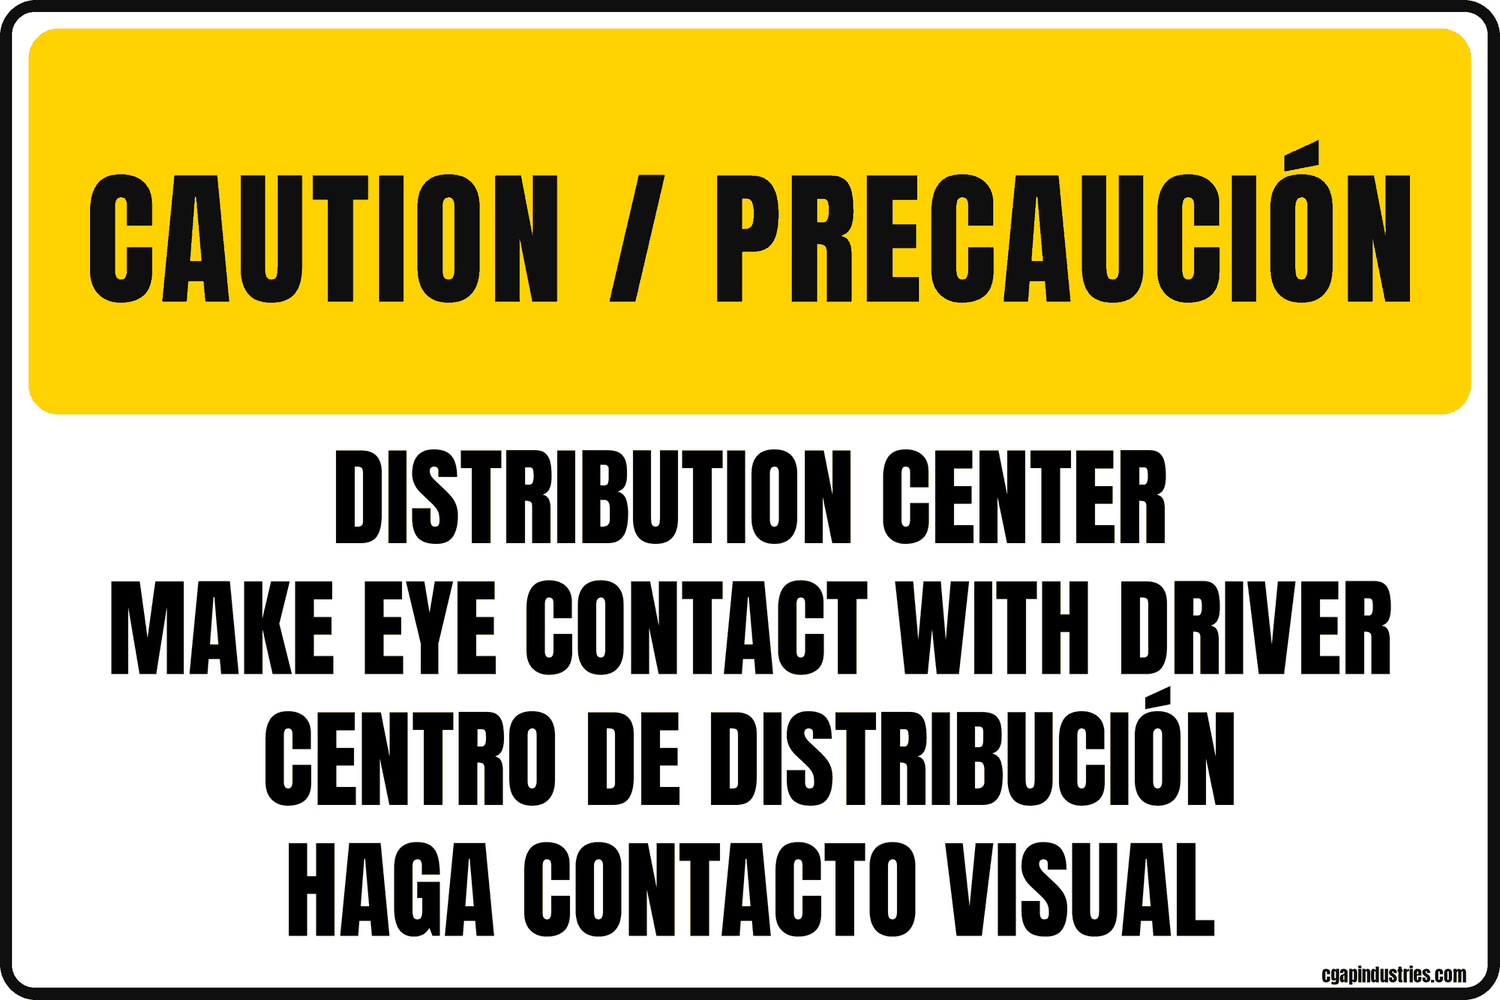 CAUTION / PRECAUCIÓN
DISTRIBUTION CENTER
MAKE EYE CONTACT WITH DRIVER
CENTRO DE DISTRIBUCIÓN
HAGA CONTACTO VISUAL
cgapindustries.com